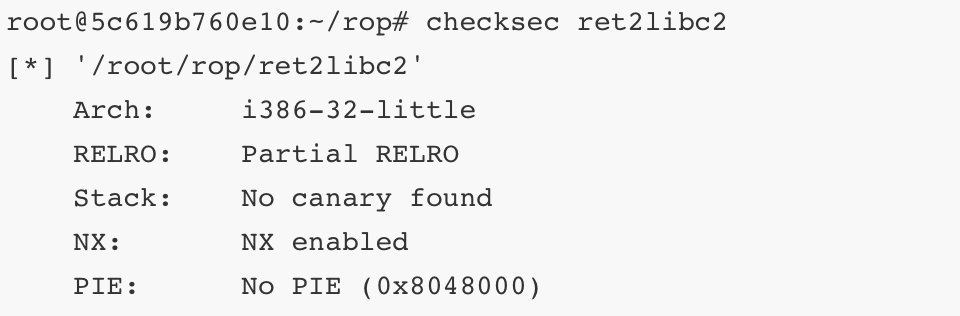 root@5c619b760e10:~/rop# checksec ret2libc2
[*] '/root/rop/ret2libc2'
    Arch:     i386-32-little
    RELRO:    Partial RELRO
    Stack:    No canary found
    NX:       NX enabled
    PIE:      No PIE (0x8048000)